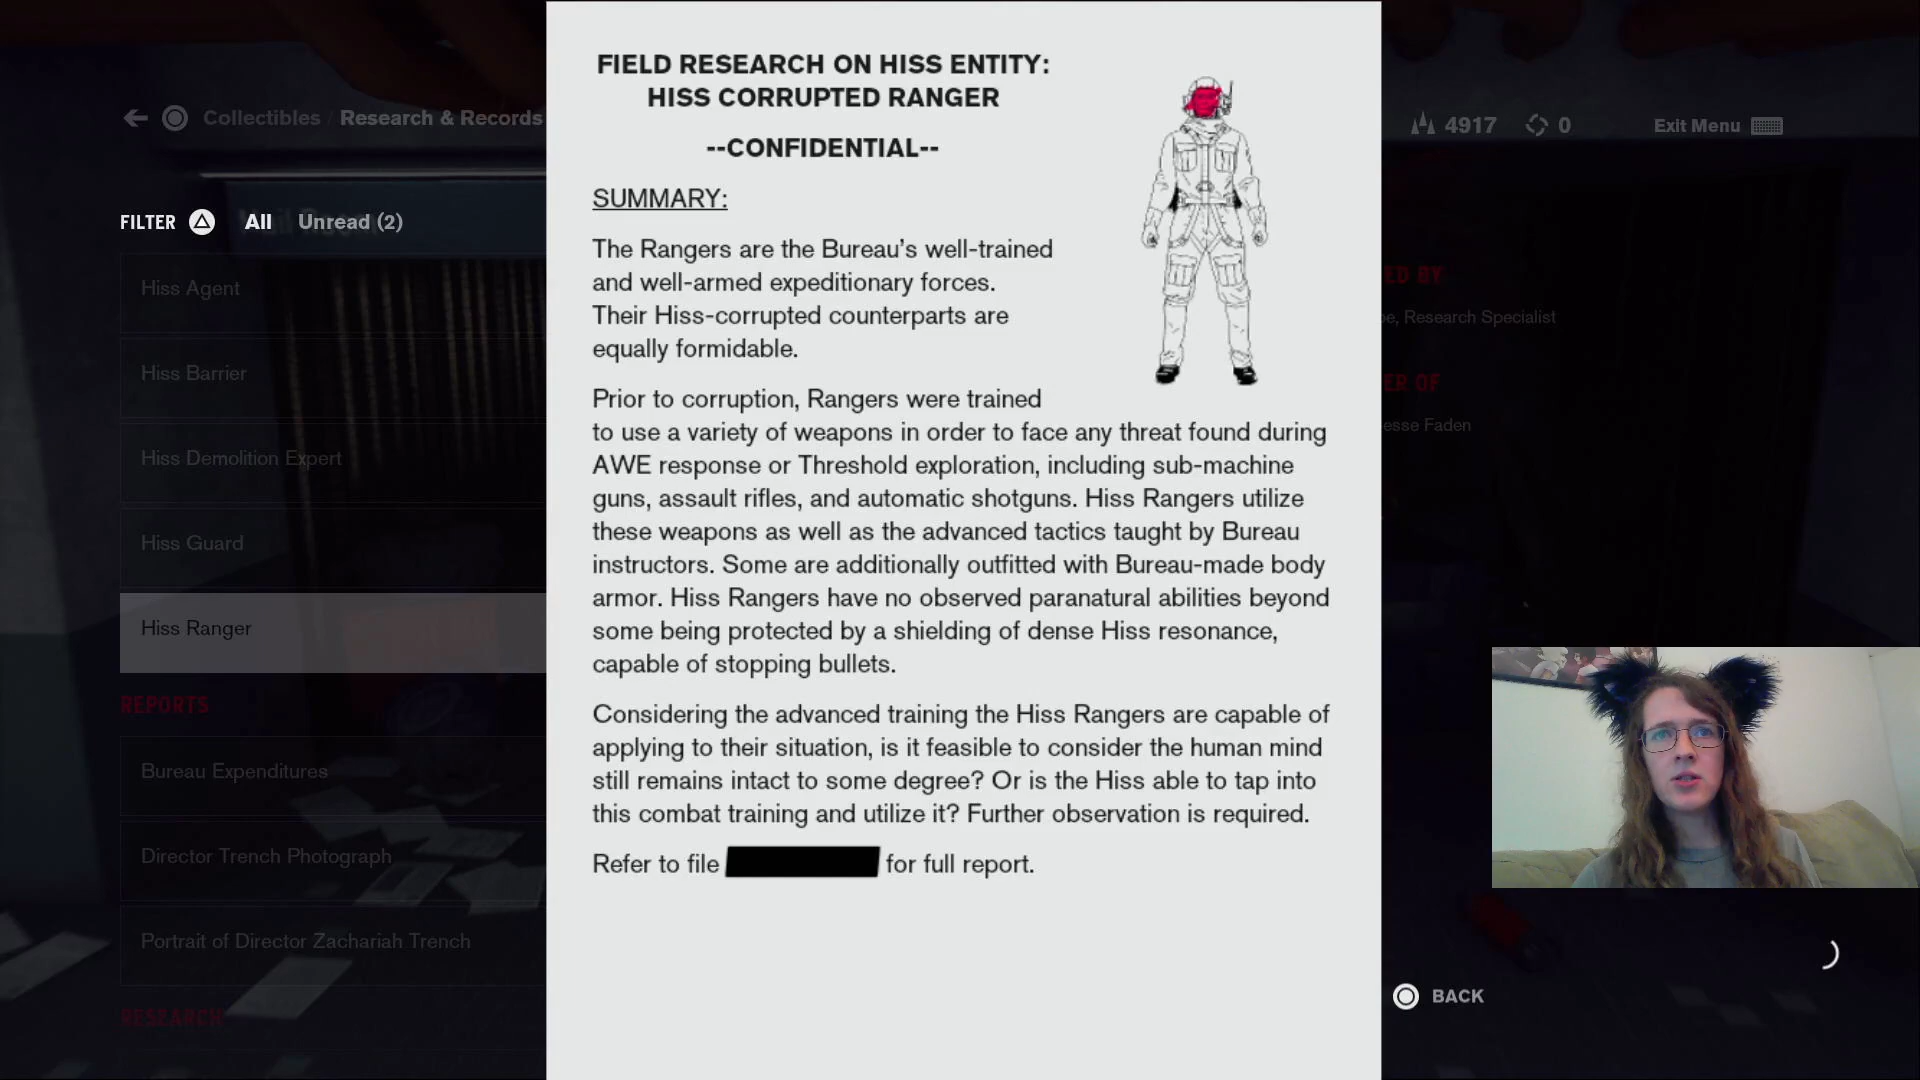 Collectibles / Research & Records
4917
0
Exit Menu
FILTER
All
Unread (2)
Hiss Agent
Hiss Barrier
Hiss Demolition Expert
Hiss Guard
Hiss Ranger
REPORTS
Bureau Expenditures
Director Trench Photograph
Portrait of Director Zachariah Trench
RESEARCH
FIELD RESEARCH ON HISS ENTITY:
HISS CORRUPTED RANGER
--CONFIDENTIAL--
SUMMARY:
The Rangers are the Bureau’s well-trained
and well-armed expeditionary forces.
Their Hiss-corrupted counterparts are
equally formidable.
Prior to corruption, Rangers were trained
to use a variety of weapons in order to face any threat found during
AWE response or Threshold exploration, including sub-machine
guns, assault rifles, and automatic shotguns. Hiss Rangers utilize
these weapons as well as the advanced tactics taught by Bureau
instructors. Some are additionally outfitted with Bureau-made body
armor. Hiss Rangers have no observed paranatural abilities beyond
some being protected by a shielding of dense Hiss resonance,
capable of stopping bullets.
Considering the advanced training the Hiss Rangers are capable of
applying to their situation, is it feasible to consider the human mind
still remains intact to some degree? Or is the Hiss able to tap into
this combat training and utilize it? Further observation is required.
Refer to file for full report.
ED BY
pe, Research Specialist
ER OF
esse Faden
BACK